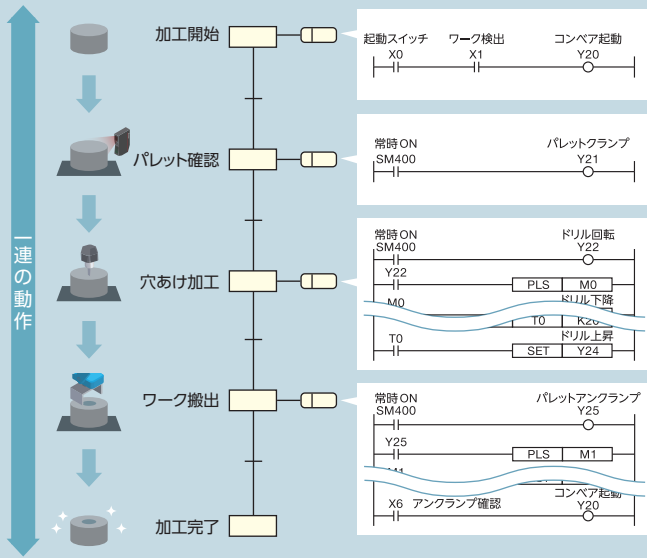 一連の動作
加工開始
パレット確認
穴あけ加工
ワーク搬出
加工完了
起動スイッチ ワーク検出 コンベア起動
X0 X1 Y20
常時ON パレットクランプ
SM400 Y21
常時ON ドリル回転
SM400 Y22
Y22
PLS M0
M0 ドリル下降
T0 K20
T0 ドリル上昇
SET Y24
常時ON パレットアンクランプ
SM400 Y25
Y25
PLS M1
M1
コンベア起動
X6 アンクランプ確認 Y20